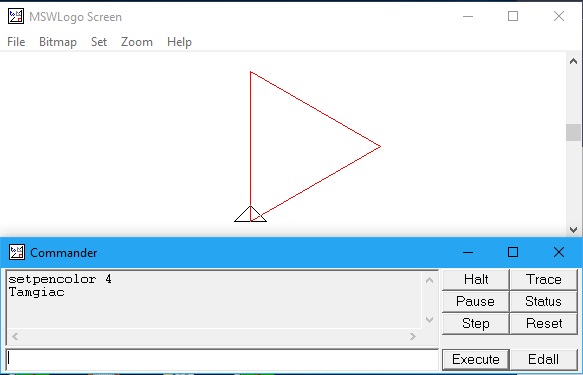 MSWLogo Screen
File Bitmap Set Zoom Help
Commander
setpencolor 4
Tamgiac
Halt Trace
Pause Status
Step Reset
Execute Edall